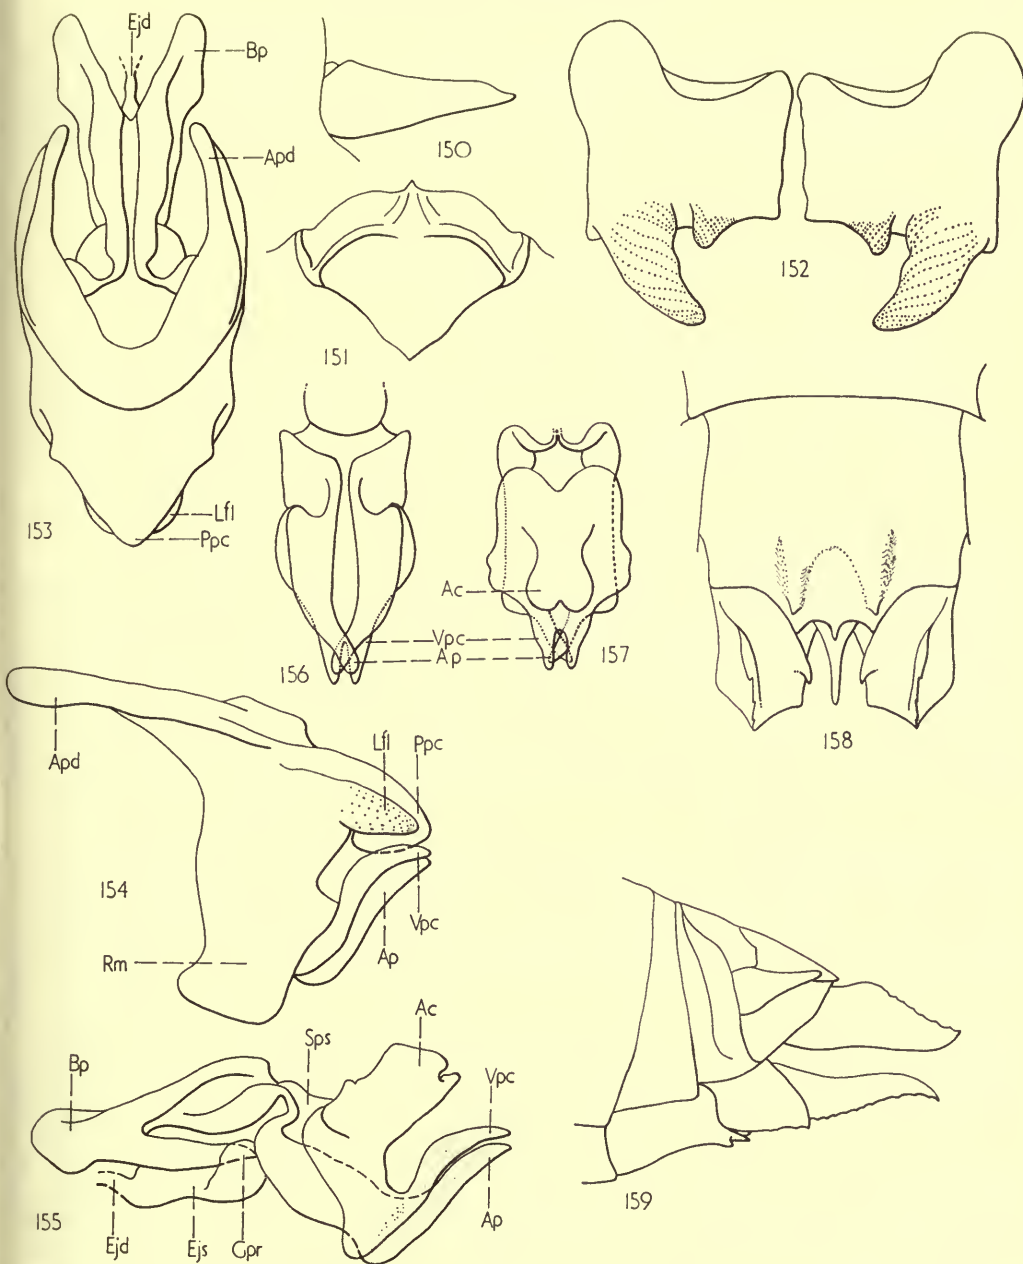 Ejd
Bp
Apd
150
151
152
153
Lfl
Ppc
Ac
Vpc
Ap
156
157
158
Apd
Lfl
Ppc
154
Vpc
Ap
Rm
Ac
Sps
Bp
Vpc
155
Ejd
Ejs
Gpr
Ap
159